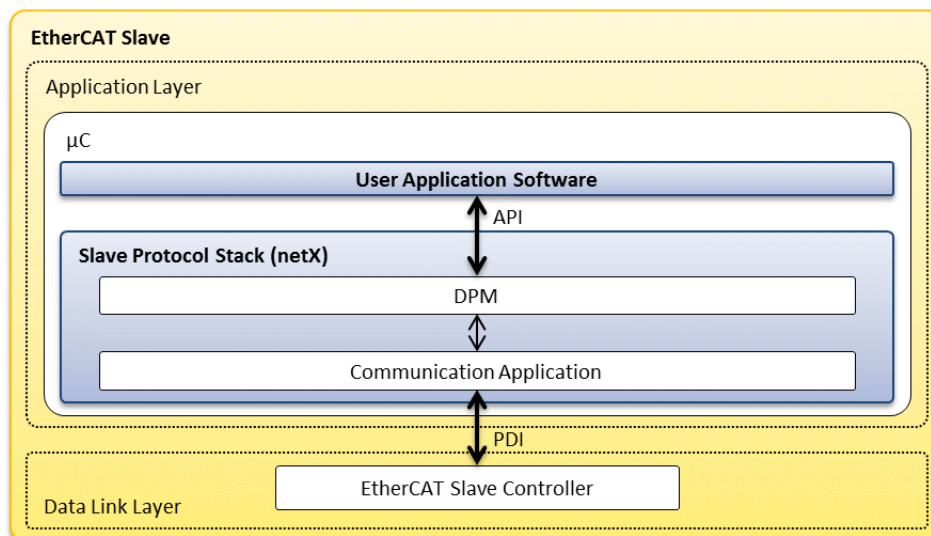 EtherCAT Slave
Application Layer
µC
User Application Software
API
Slave Protocol Stack (netX)
DPM
Communication Application
PDI
EtherCAT Slave Controller
Data Link Layer